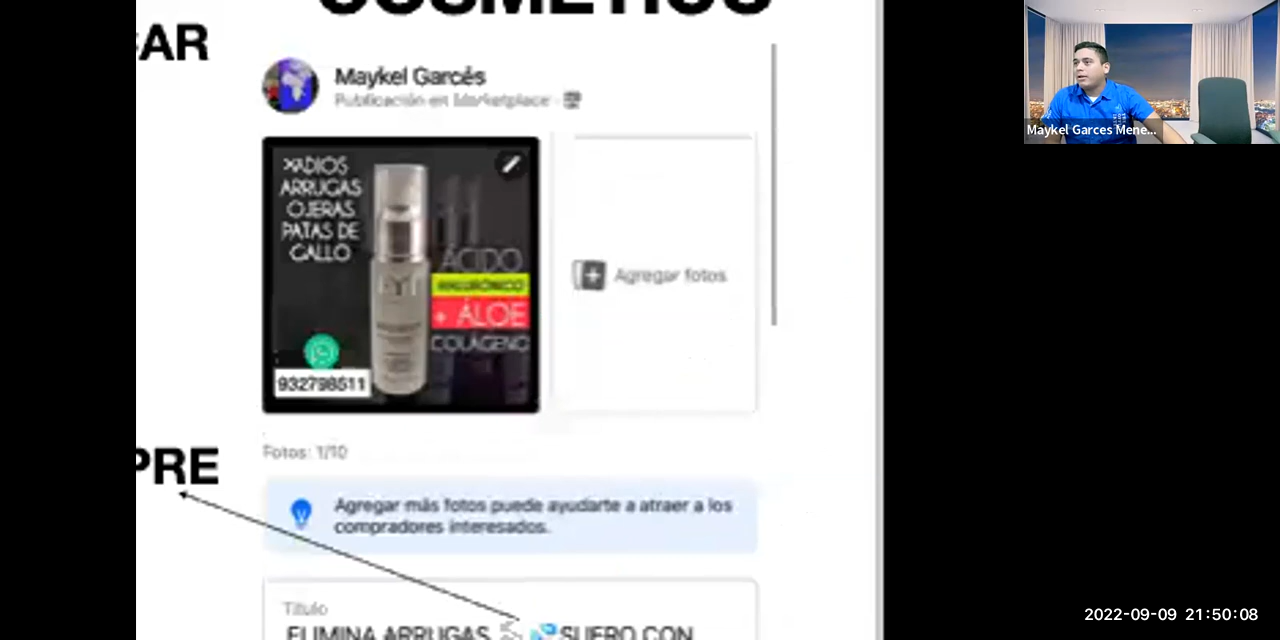 COSMÉTICO
AR
Maykel Garcés
Publicación en Marketplace
ADIOS
ARRUGAS
OJERAS
PATAS DE
GALLO
ÁCIDO
HIALURÓNICO
+ ÁLOE
COLÁGENO
932798511
Agregar fotos
Fotos: 1/10
PRE
Agregar más fotos puede ayudarte a atraer a los
compradores interesados.
Título
ELIMINA ARRUGAS SUERO CON
Maykel Garces Mene...
2022-09-09 21:50:08